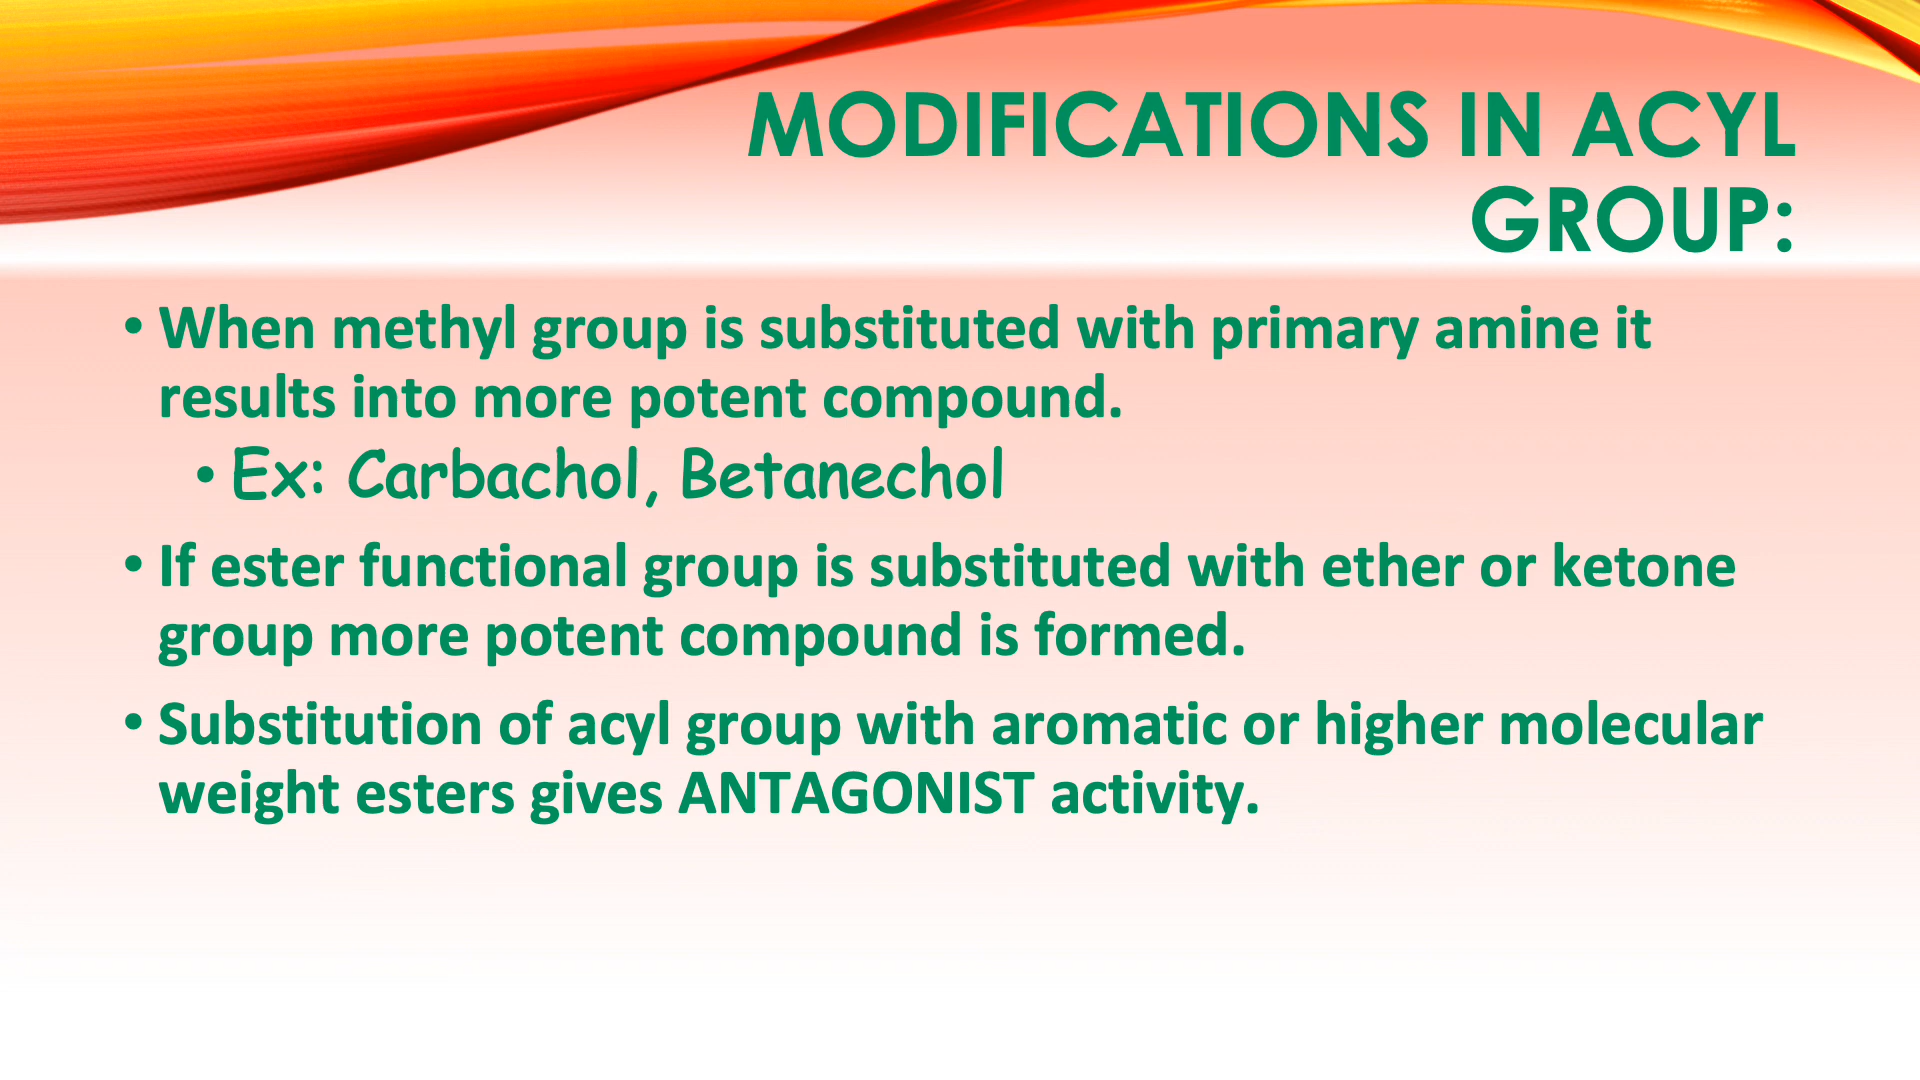 MODIFICATIONS IN ACYL
GROUP:
• When methyl group is substituted with primary amine it
results into more potent compound.
• Ex: Carbachol, Betanechol
• If ester functional group is substituted with ether or ketone
group more potent compound is formed.
• Substitution of acyl group with aromatic or higher molecular
weight esters gives ANTAGONIST activity.